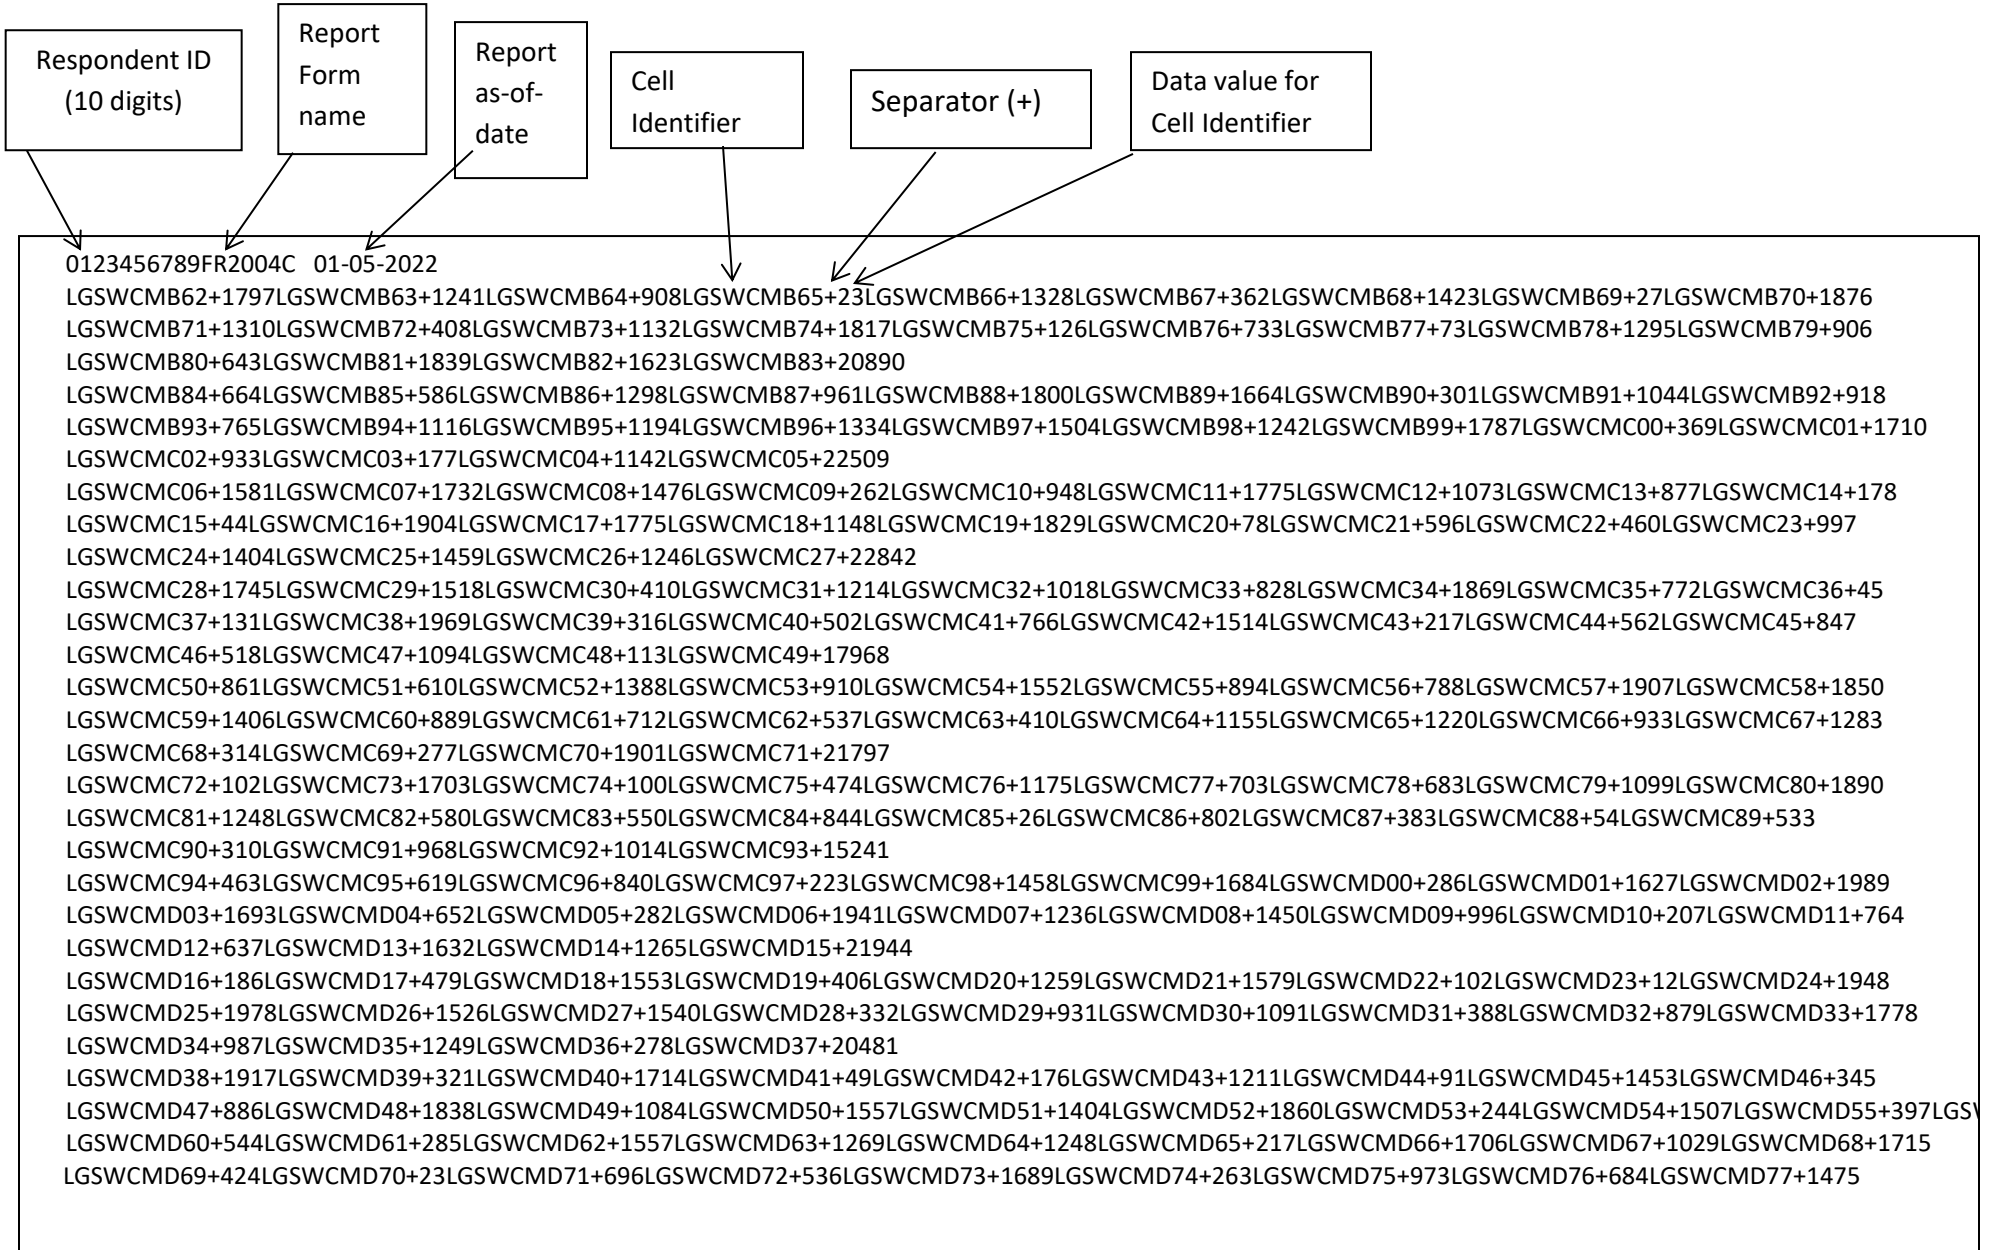 Respondent ID
(10 digits)
Report
Form
name
Report
as-of-
date
Cell
Identifier
Separator (+)
Data value for
Cell Identifier
0123456789FR2004C 01-05-2022
LGSWCMB62+1797LGSWCMB63+1241LGSWCMB64+908LGSWCMB65+23LGSWCMB66+1328LGSWCMB67+362LGSWCMB68+1423LGSWCMB69+27LGSWCMB70+1876
LGSWCMB71+1310LGSWCMB72+408LGSWCMB73+1132LGSWCMB74+1817LGSWCMB75+126LGSWCMB76+733LGSWCMB77+73LGSWCMB78+1295LGSWCMB79+906
LGSWCMB80+643LGSWCMB81+1839LGSWCMB82+1623LGSWCMB83+20890
LGSWCMB84+664LGSWCMB85+586LGSWCMB86+1298LGSWCMB87+961LGSWCMB88+1800LGSWCMB89+1664LGSWCMB90+301LGSWCMB91+1044LGSWCMB92+918
LGSWCMB93+765LGSWCMB94+1116LGSWCMB95+1194LGSWCMB96+1334LGSWCMB97+1504LGSWCMB98+1242LGSWCMB99+1787LGSWCMC00+369LGSWCMC01+1710
LGSWCMC02+933LGSWCMC03+177LGSWCMC04+1142LGSWCMC05+22509
LGSWCMC06+1581LGSWCMC07+1732LGSWCMC08+1476LGSWCMC09+262LGSWCMC10+948LGSWCMC11+1775LGSWCMC12+1073LGSWCMC13+877LGSWCMC14+178
LGSWCMC15+44LGSWCMC16+1904LGSWCMC17+1775LGSWCMC18+1148LGSWCMC19+1829LGSWCMC20+78LGSWCMC21+596LGSWCMC22+460LGSWCMC23+997
LGSWCMC24+1404LGSWCMC25+1459LGSWCMC26+1246LGSWCMC27+22842
LGSWCMC28+1745LGSWCMC29+1518LGSWCMC30+410LGSWCMC31+1214LGSWCMC32+1018LGSWCMC33+828LGSWCMC34+1869LGSWCMC35+772LGSWCMC36+45
LGSWCMC37+131LGSWCMC38+1969LGSWCMC39+316LGSWCMC40+502LGSWCMC41+766LGSWCMC42+1514LGSWCMC43+217LGSWCMC44+562LGSWCMC45+847
LGSWCMC46+518LGSWCMC47+1094LGSWCMC48+113LGSWCMC49+17968
LGSWCMC50+861LGSWCMC51+610LGSWCMC52+1388LGSWCMC53+910LGSWCMC54+1552LGSWCMC55+894LGSWCMC56+788LGSWCMC57+1907LGSWCMC58+1850
LGSWCMC59+1406LGSWCMC60+889LGSWCMC61+712LGSWCMC62+537LGSWCMC63+410LGSWCMC64+1155LGSWCMC65+1220LGSWCMC66+933LGSWCMC67+1283
LGSWCMC68+314LGSWCMC69+277LGSWCMC70+1901LGSWCMC71+21797
LGSWCMC72+102LGSWCMC73+1703LGSWCMC74+100LGSWCMC75+474LGSWCMC76+1175LGSWCMC77+703LGSWCMC78+683LGSWCMC79+1099LGSWCMC80+1890
LGSWCMC81+1248LGSWCMC82+580LGSWCMC83+550LGSWCMC84+844LGSWCMC85+26LGSWCMC86+802LGSWCMC87+383LGSWCMC88+54LGSWCMC89+533
LGSWCMC90+310LGSWCMC91+968LGSWCMC92+1014LGSWCMC93+15241
LGSWCMC94+463LGSWCMC95+619LGSWCMC96+840LGSWCMC97+223LGSWCMC98+1458LGSWCMC99+1684LGSWCMD00+286LGSWCMD01+1627LGSWCMD02+1989
LGSWCMD03+1693LGSWCMD04+652LGSWCMD05+282LGSWCMD06+1941LGSWCMD07+1236LGSWCMD08+1450LGSWCMD09+996LGSWCMD10+207LGSWCMD11+764
LGSWCMD12+637LGSWCMD13+1632LGSWCMD14+1265LGSWCMD15+21944
LGSWCMD16+186LGSWCMD17+479LGSWCMD18+1553LGSWCMD19+406LGSWCMD20+1259LGSWCMD21+1579LGSWCMD22+102LGSWCMD23+12LGSWCMD24+1948
LGSWCMD25+1978LGSWCMD26+1526LGSWCMD27+1540LGSWCMD28+332LGSWCMD29+931LGSWCMD30+1091LGSWCMD31+388LGSWCMD32+879LGSWCMD33+1778
LGSWCMD34+987LGSWCMD35+1249LGSWCMD36+278LGSWCMD37+20481
LGSWCMD38+1917LGSWCMD39+321LGSWCMD40+1714LGSWCMD41+49LGSWCMD42+176LGSWCMD43+1211LGSWCMD44+91LGSWCMD45+1453LGSWCMD46+345
LGSWCMD47+886LGSWCMD48+1838LGSWCMD49+1084LGSWCMD50+1557LGSWCMD51+1404LGSWCMD52+1860LGSWCMD53+244LGSWCMD54+1507LGSWCMD55+397LGS
LGSWCMD60+544LGSWCMD61+285LGSWCMD62+1557LGSWCMD63+1269LGSWCMD64+1248LGSWCMD65+217LGSWCMD66+1706LGSWCMD67+1029LGSWCMD68+1715
LGSWCMD69+424LGSWCMD70+23LGSWCMD71+696LGSWCMD72+536LGSWCMD73+1689LGSWCMD74+263LGSWCMD75+973LGSWCMD76+684LGSWCMD77+1475